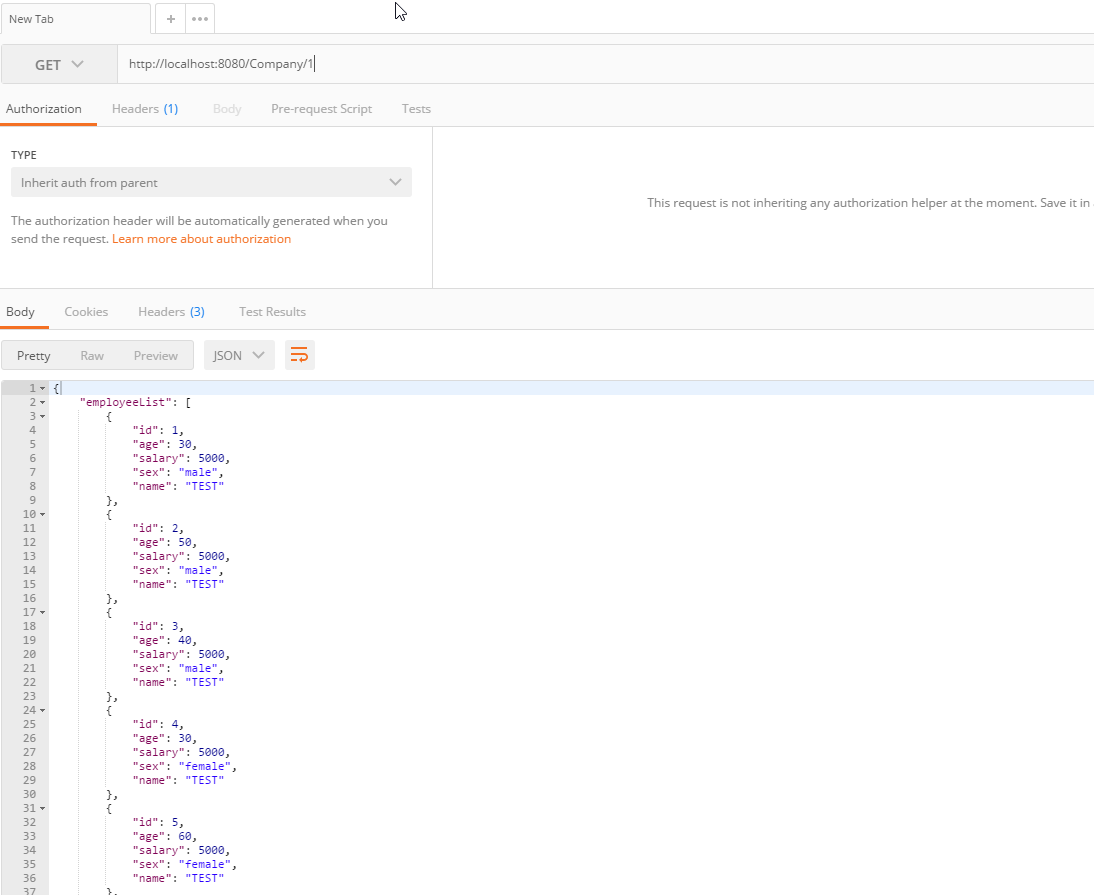 New Tab + •••
GET http://localhost:8080/Company/1
Authorization Headers (1) Body Pre-request Script Tests
TYPE
Inherit auth from parent
The authorization header will be automatically generated when you
send the request. Learn more about authorization
This request is not inheriting any authorization helper at the moment. Save it in
Body Cookies Headers (3) Test Results
Pretty Raw Preview JSON
1 {
2 "employeeList": [
3 {
4 "id": 1,
5 "age": 30,
6 "salary": 5000,
7 "sex": "male",
8 "name": "TEST"
9 },
10 {
11 "id": 2,
12 "age": 50,
13 "salary": 5000,
14 "sex": "male",
15 "name": "TEST"
16 },
17 {
18 "id": 3,
19 "age": 40,
20 "salary": 5000,
21 "sex": "male",
22 "name": "TEST"
23 },
24 {
25 "id": 4,
26 "age": 30,
27 "salary": 5000,
28 "sex": "female",
29 "name": "TEST"
30 },
31 {
32 "id": 5,
33 "age": 60,
34 "salary": 5000,
35 "sex": "female",
36 "name": "TEST"
37 },